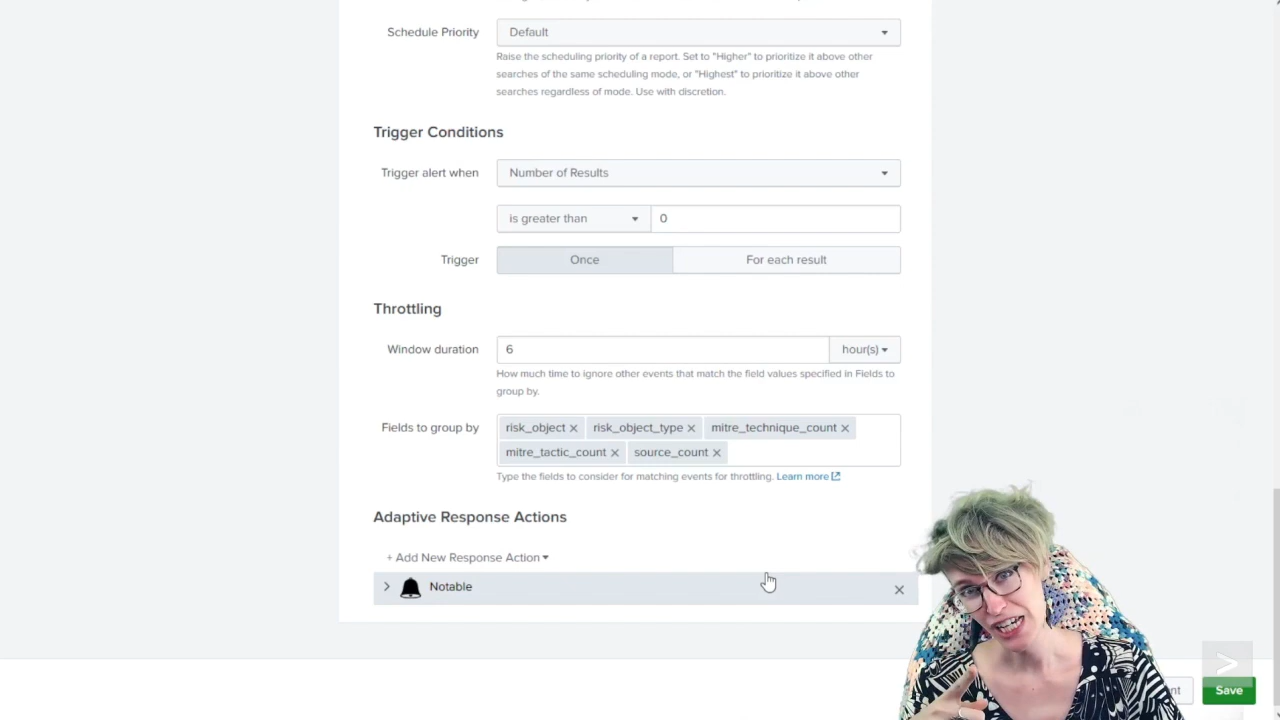 Schedule Priority
Default
Raise the scheduling priority of a report. Set to "Higher" to prioritize it above other
searches of the same scheduling mode, or "Highest" to prioritize it above other
searches regardless of mode. Use with discretion.
Trigger Conditions
Trigger alert when
Number of Results
is greater than
0
Trigger
Once
For each result
Throttling
Window duration
6
hour(s)
How much time to ignore other events that match the field values specified in Fields to
group by.
Fields to group by
risk_object
risk_object_type
mitre_technique_count
mitre_tactic_count
source_count
Type the fields to consider for matching events for throttling. Learn more
Adaptive Response Actions
+ Add New Response Action
Notable
Save